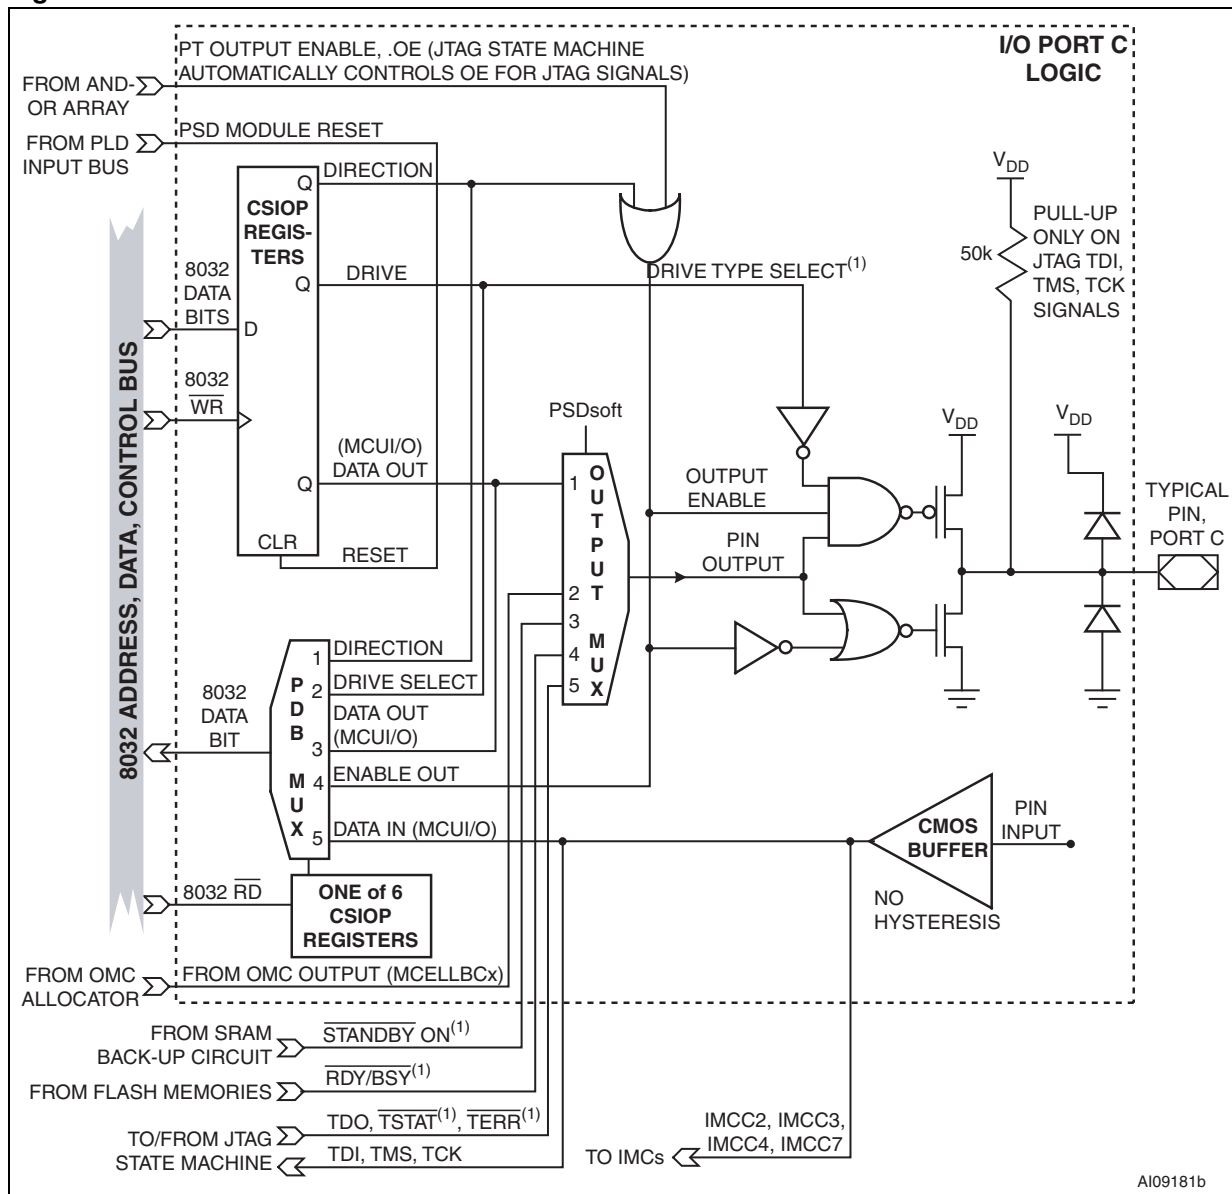 PT OUTPUT ENABLE, .OE (JTAG STATE MACHINE
AUTOMATICALLY CONTROLS OE FOR JTAG SIGNALS)
I/O PORT C
LOGIC
FROM AND-
OR ARRAY
FROM PLD
INPUT BUS
PSD MODULE RESET
DIRECTION
Q
CSIOP
REGIS-
TERS
DRIVE
Q
DRIVE TYPE SELECT(1)
VDD
50k
PULL-UP
ONLY ON
JTAG TDI,
TMS, TCK
SIGNALS
8032 ADDRESS, DATA, CONTROL BUS
8032
DATA
BITS
D
8032
WR
(MCUI/O)
DATA OUT
Q
CLR
RESET
PSDsoft
OUTPUT MUX
1
2
3
4
5
OUTPUT
ENABLE
PIN
OUTPUT
VDD
VDD
TYPICAL
PIN,
PORT C
8032
DATA
BIT
PDB MUX
1
DIRECTION
2
DRIVE SELECT
DATA OUT
(MCUI/O)
3
4
ENABLE OUT
5
DATA IN (MCUI/O)
CMOS
BUFFER
PIN
INPUT
NO
HYSTERESIS
8032 RD
ONE of 6
CSIOP
REGISTERS
FROM OMC
ALLOCATOR
FROM OMC OUTPUT (MCELLBCx)
FROM SRAM
BACK-UP CIRCUIT
STANDBY ON(1)
FROM FLASH MEMORIES
RDY/BSY(1)
TO/FROM JTAG
STATE MACHINE
TDO, TSTAT(1), TERR(1)
TDI, TMS, TCK
TO IMCs
IMCC2, IMCC3,
IMCC4, IMCC7
AI09181b